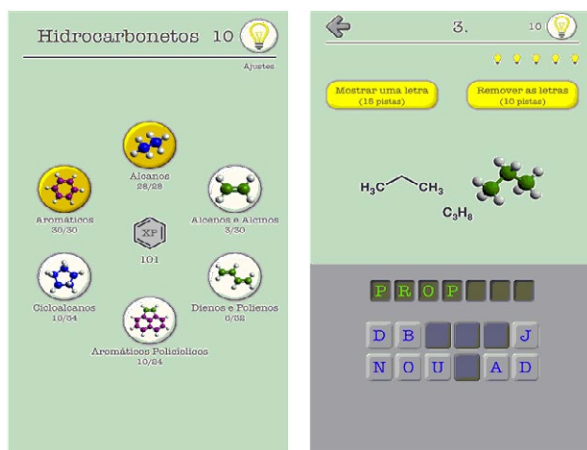 Hidrocarbonetos 10
Ajustes
Alcanos
28/28
Aromáticos
30/30
Alcenos e Alcinos
3/30
XP
101
Cicloalcanos
10/34
Dienos e Polienos
0/32
Aromáticos Policíclicos
10/24
3.
10
Mostrar uma letra
(15 pistas)
Remover as letras
(10 pistas)
H₃C CH₃
C₃H₈
P R O P
D B J
N O U A D